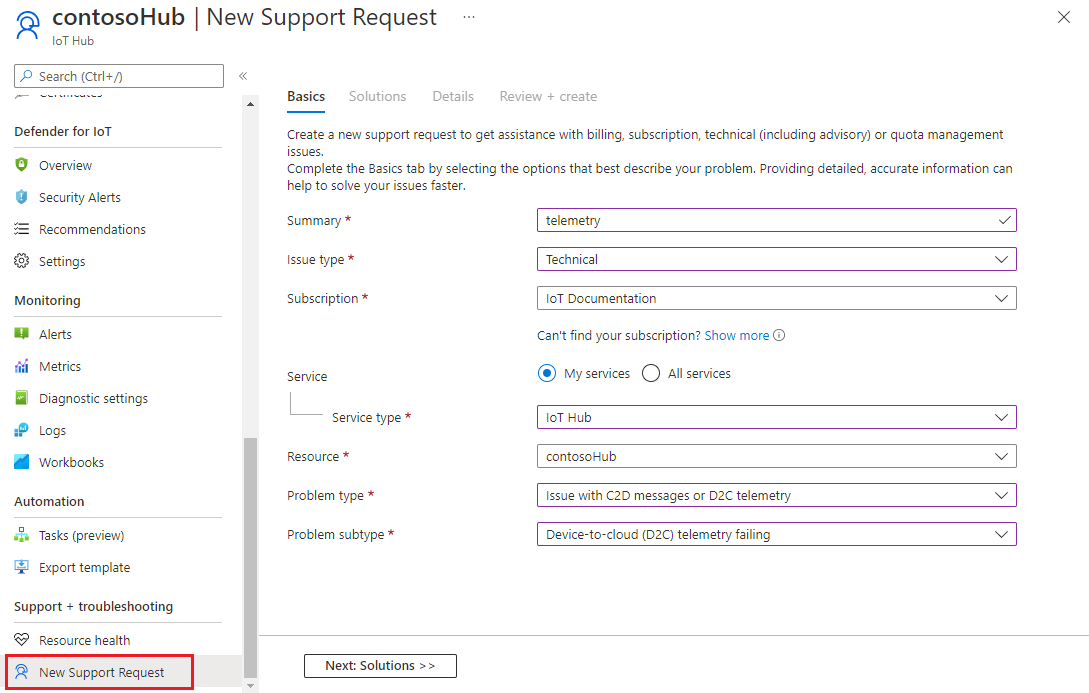 contosoHub | New Support Request ...
IoT Hub
Search (Ctrl+/)
«
Certificates
Defender for IoT
Overview
Security Alerts
Recommendations
Settings
Monitoring
Alerts
Metrics
Diagnostic settings
Logs
Workbooks
Automation
Tasks (preview)
Export template
Support + troubleshooting
Resource health
New Support Request
Basics Solutions Details Review + create
Create a new support request to get assistance with billing, subscription, technical (including advisory) or quota management
issues.
Complete the Basics tab by selecting the options that best describe your problem. Providing detailed, accurate information can
help to solve your issues faster.
Summary * telemetry
Issue type * Technical
Subscription * IoT Documentation
Can't find your subscription? Show more
Service My services All services
Service type * IoT Hub
Resource * contosoHub
Problem type * Issue with C2D messages or D2C telemetry
Problem subtype * Device-to-cloud (D2C) telemetry failing
Next: Solutions >>